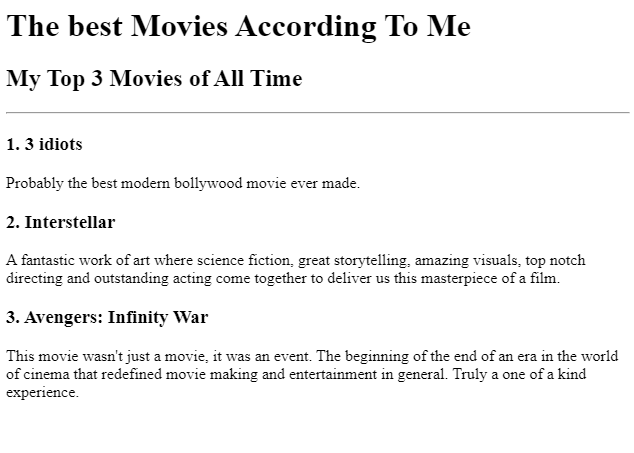 The best Movies According To Me
My Top 3 Movies of All Time
1. 3 idiots
Probably the best modern bollywood movie ever made.
2. Interstellar
A fantastic work of art where science fiction, great storytelling, amazing visuals, top notch
directing and outstanding acting come together to deliver us this masterpiece of a film.
3. Avengers: Infinity War
This movie wasn't just a movie, it was an event. The beginning of the end of an era in the world
of cinema that redefined movie making and entertainment in general. Truly a one of a kind
experience.